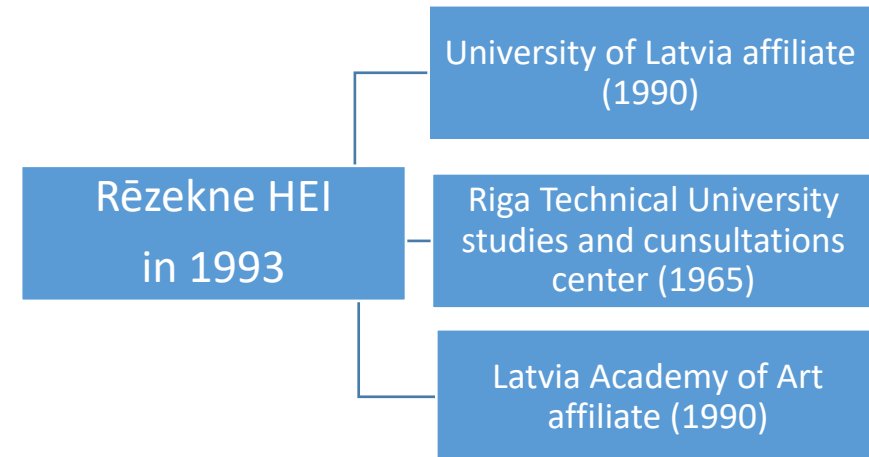 Rēzekne HEI
in 1993
University of Latvia affiliate
(1990)
Riga Technical University
studies and cunsultations
center (1965)
Latvia Academy of Art
affiliate (1990)